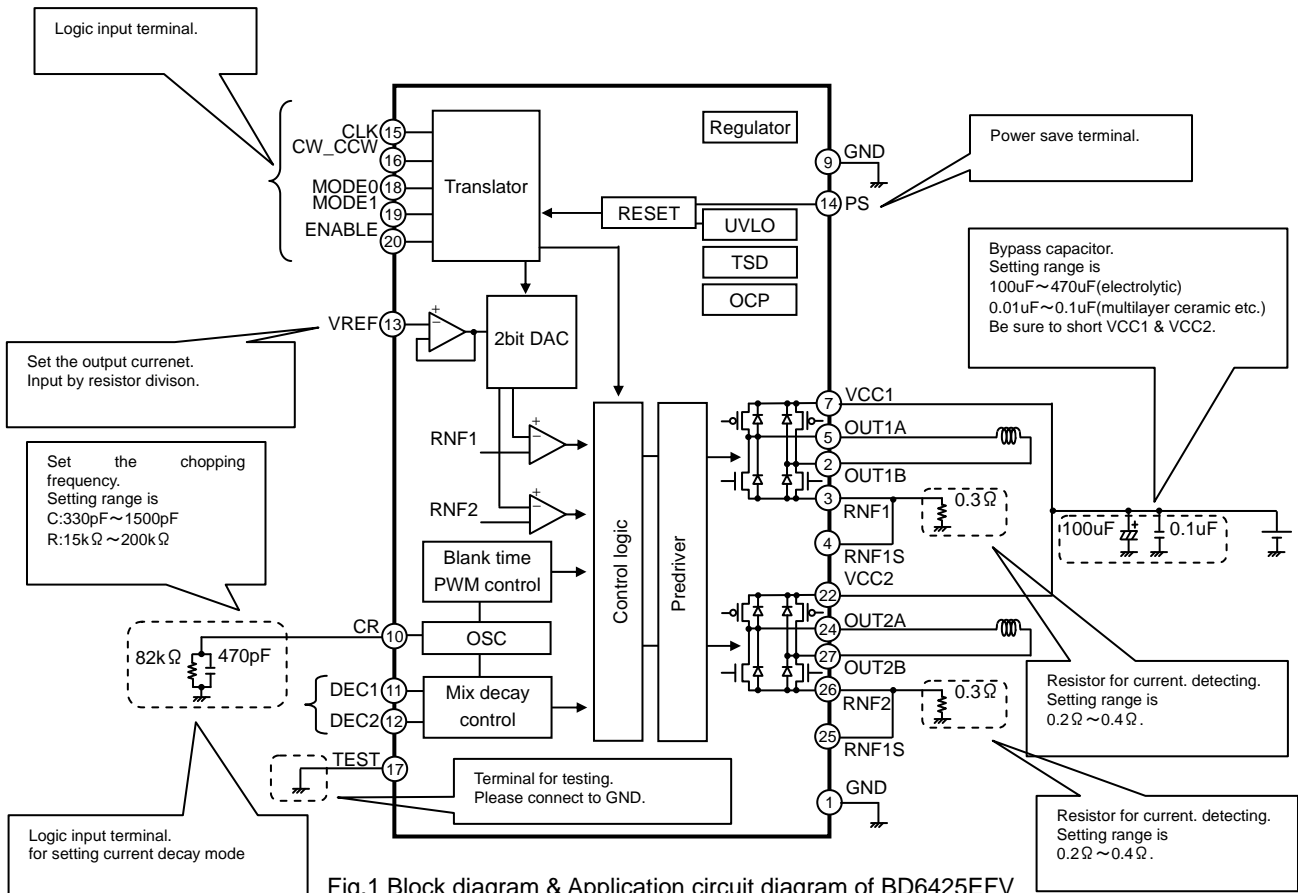 Logic input terminal.
CLK
15
CW_CCW
16
MODE0
18
MODE1
19
ENABLE
20
Translator
Regulator
GND
9
14
PS
Power save terminal.
RESET
UVLO
TSD
OCP
Bypass capacitor.
Setting range is
100uF～470uF(electrolytic)
0.01uF～0.1uF(multilayer ceramic etc.)
Be sure to short VCC1 & VCC2.
VREF
13
+
−
2bit DAC
Set the output currenet.
Input by resistor divison.
Set the chopping
frequency.
Setting range is
C:330pF～1500pF
R:15kΩ～200kΩ
RNF1
+
−
RNF2
+
−
Control logic
Predriver
7
VCC1
5
OUT1A
2
OUT1B
3
RNF1
0.3Ω
4
RNF1S
100uF
+
0.1uF
Blank time
PWM control
CR
10
OSC
82kΩ
470pF
DEC1
11
DEC2
12
Mix decay
control
VCC2
22
24
OUT2A
27
OUT2B
26
RNF2
0.3Ω
25
RNF1S
Resistor for current. detecting.
Setting range is
0.2Ω～0.4Ω.
TEST
17
Terminal for testing.
Please connect to GND.
GND
1
Logic input terminal.
for setting current decay mode
Resistor for current. detecting.
Setting range is
0.2Ω～0.4Ω.
Fig.1 Block diagram & Application circuit diagram of BD6425EFV